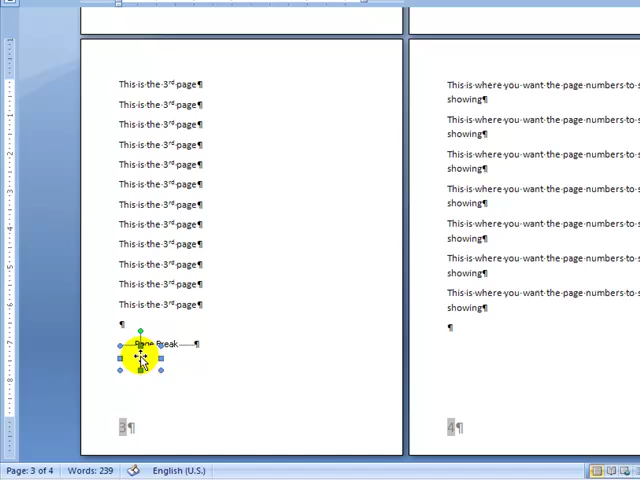 This is the 3rd page¶
This is the 3rd page¶
This is the 3rd page¶
This is the 3rd page¶
This is the 3rd page¶
This is the 3rd page¶
This is the 3rd page¶
This is the 3rd page¶
This is the 3rd page¶
This is the 3rd page¶
This is the 3rd page¶
This is the 3rd page¶
¶
Page Break ¶
3¶
This is where you want the page numbers to s
showing¶
This is where you want the page numbers to s
showing¶
This is where you want the page numbers to s
showing¶
This is where you want the page numbers to s
showing¶
This is where you want the page numbers to s
showing¶
This is where you want the page numbers to s
showing¶
This is where you want the page numbers to s
showing¶
¶
4¶
Page: 3 of 4 Words: 239 English (U.S.)